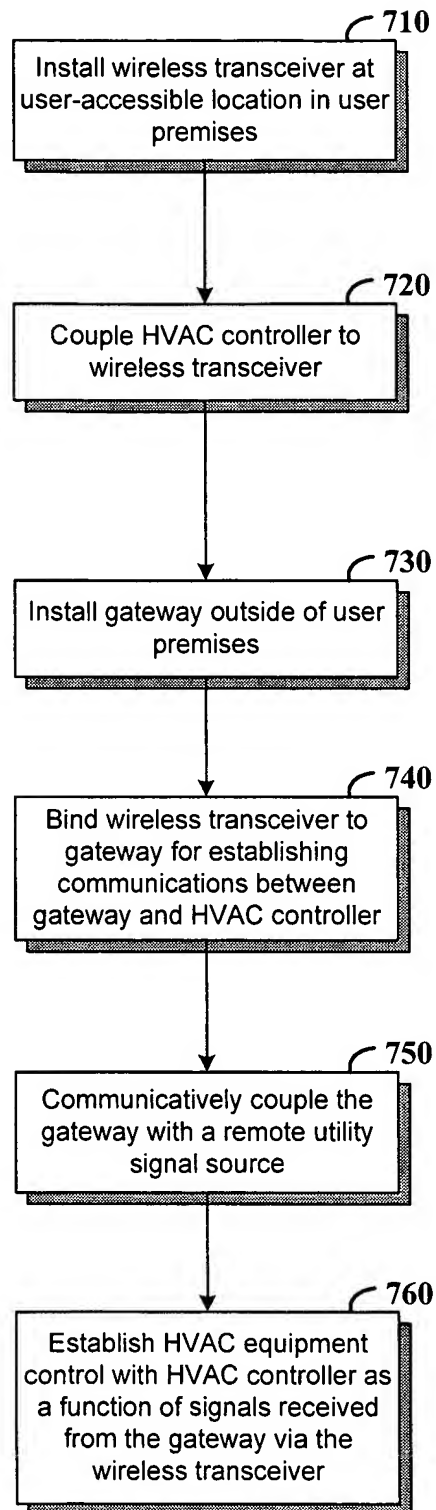 710
Install wireless transceiver at
user-accessible location in user
premises
720
Couple HVAC controller to
wireless transceiver
730
Install gateway outside of user
premises
740
Bind wireless transceiver to
gateway for establishing
communications between
gateway and HVAC controller
750
Communicatively couple the
gateway with a remote utility
signal source
760
Establish HVAC equipment
control with HVAC controller as
a function of signals received
from the gateway via the
wireless transceiver